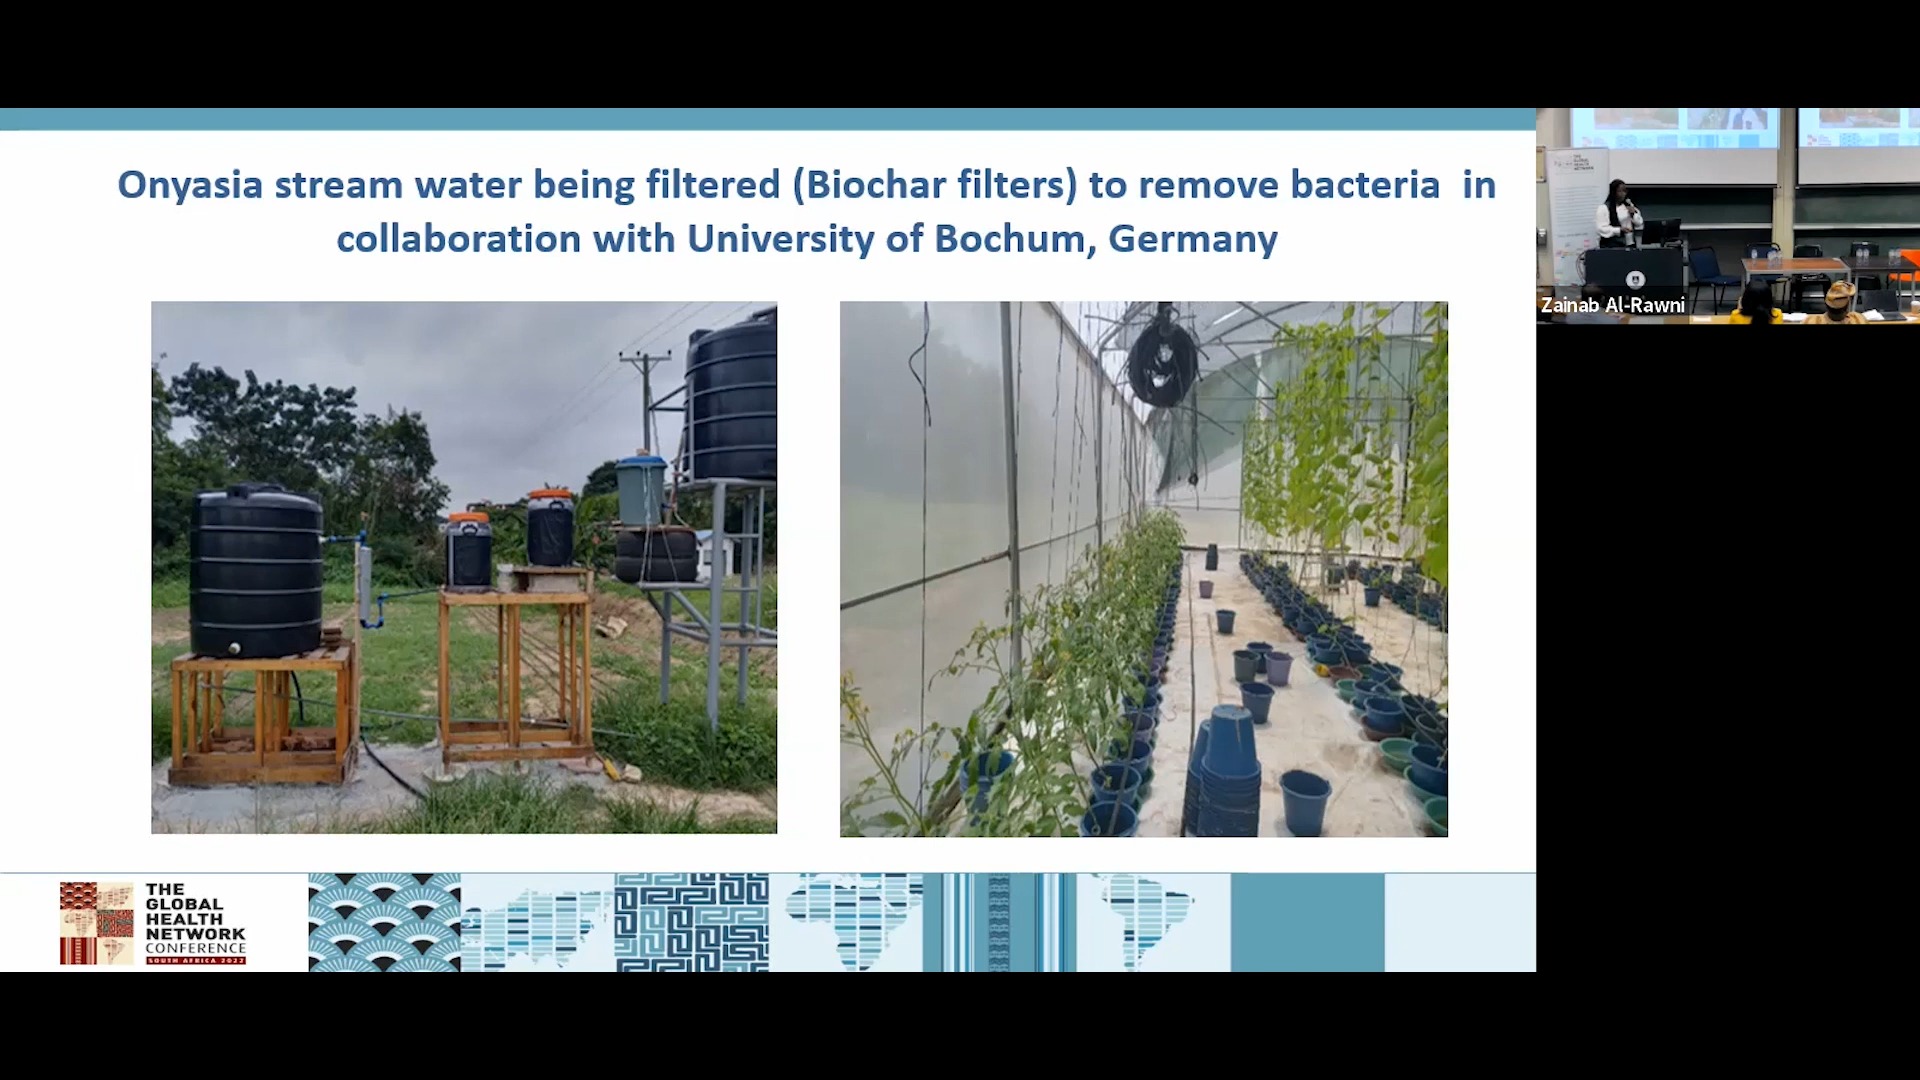 Onyasia stream water being filtered (Biochar filters) to remove bacteria  in
collaboration with University of Bochum, Germany
Zainab Al-Rawni
THE
GLOBAL
HEALTH
NETWORK
CONFERENCE
SOUTH AFRICA 2022